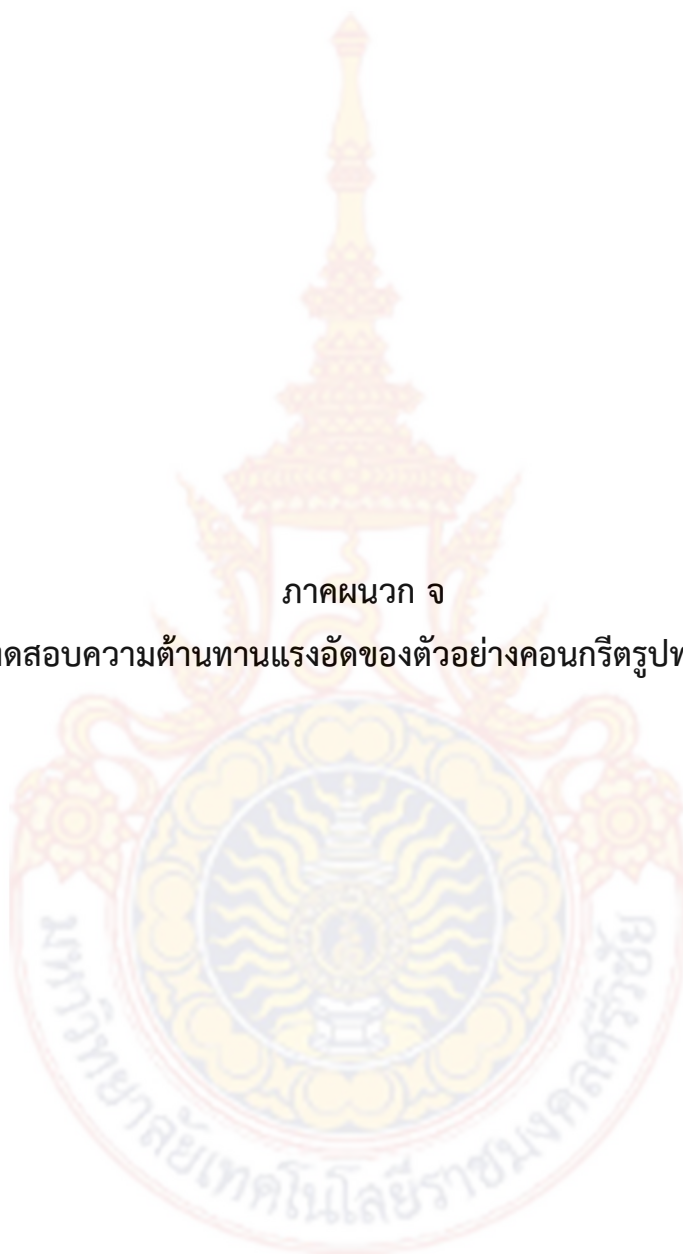 ภาคผนวก จ
ทดสอบความต้านทานแรงอัดของตัวอย่างคอนกรีตรูปท
มหาวิทยาลัยเทคโนโลยีราชมงคลศรีวิชัย